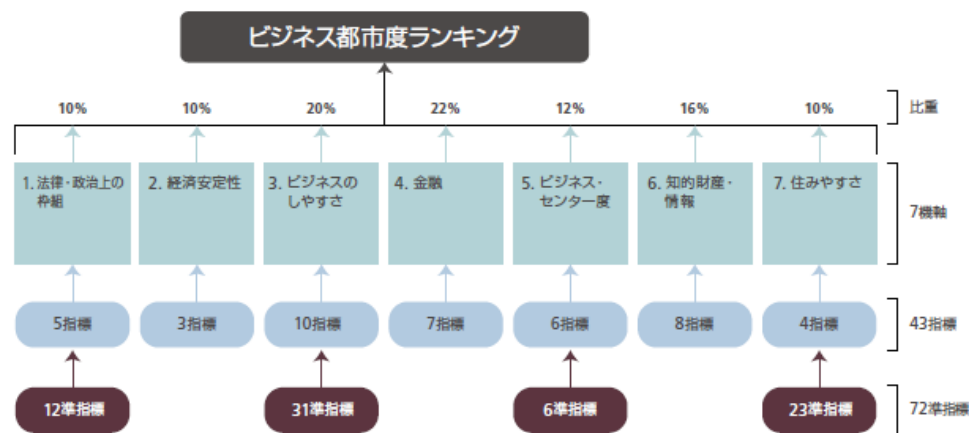 ビジネス都市度ランキング
10% 10% 20% 22% 12% 16% 10% 比重
1. 法律・政治上の
枠組
2. 経済安定性
3. ビジネスの
しやすさ
4. 金融
5. ビジネス・
センター度
6. 知的財産・
情報
7. 住みやすさ
7機軸
5指標 3指標 10指標 7指標 6指標 8指標 4指標 43指標
12準指標 31準指標 6準指標 23準指標 72準指標